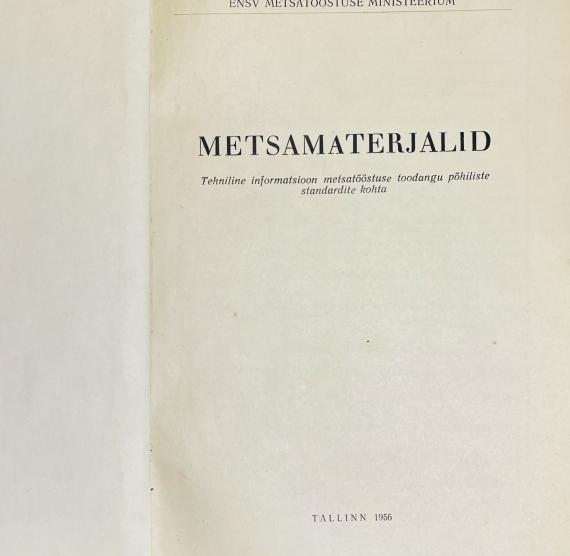 ENSV METSATÖÖSTUSE MINISTEERIUM
METSAMATERJALID
Tehniline informatsioon metsatööstuse toodangu põhiliste
standardite kohta
TALLINN 1956